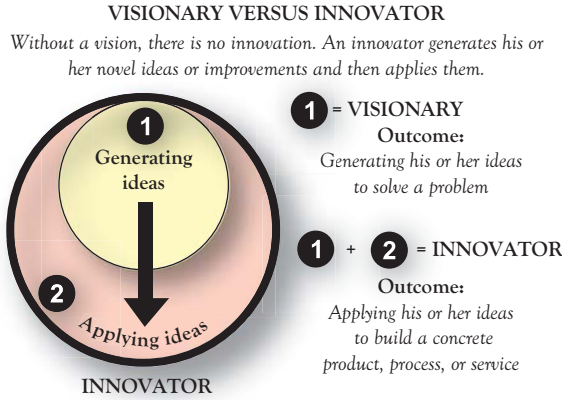 VISIONARY VERSUS INNOVATOR
Without a vision, there is no innovation. An innovator generates his or
her novel ideas or improvements and then applies them.
1
Generating
ideas
2
Applying ideas
INNOVATOR
1 = VISIONARY
Outcome:
Generating his or her ideas
to solve a problem
1 + 2 = INNOVATOR
Outcome:
Applying his or her ideas
to build a concrete
product, process, or service